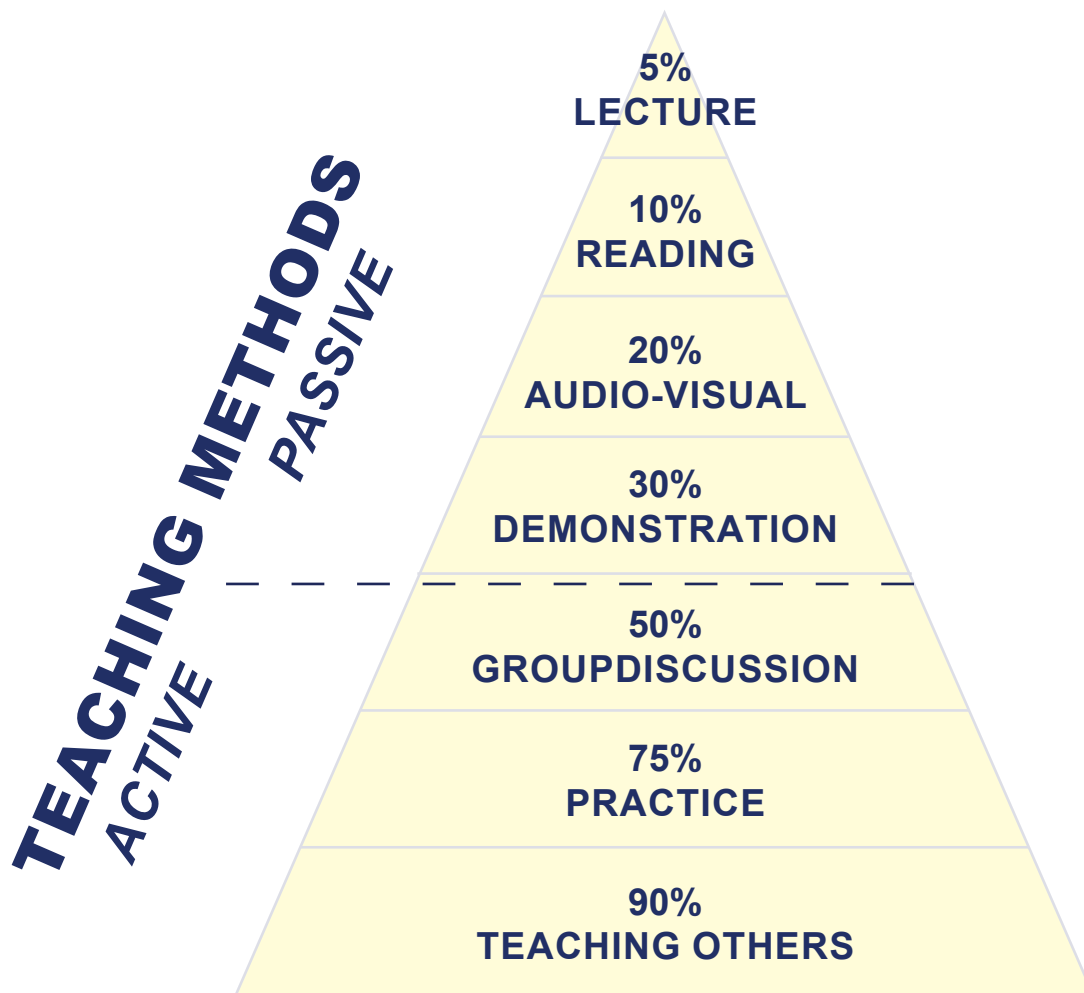 TEACHING METHODS
PASSIVE
ACTIVE
5%
LECTURE
10%
READING
20%
AUDIO-VISUAL
30%
DEMONSTRATION
50%
GROUPDISCUSSION
75%
PRACTICE
90%
TEACHING OTHERS